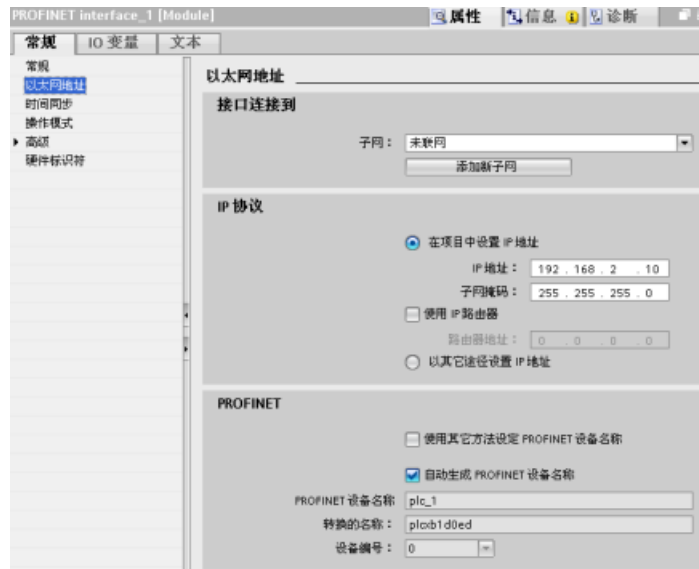 PROFINET interface_1 [Module]
属性 信息 诊断
常规 IO 变量 文本
常规
以太网地址
时间同步
操作模式
高级
硬件标识符
以太网地址
接口连接到
子网： 未联网
添加新子网
IP 协议
在项目中设置 IP 地址
IP 地址： 192 . 168 . 2 . 10
子网掩码： 255 . 255 . 255 . 0
使用 IP 路由器
路由器地址： 0 . 0 . 0 . 0
以其它途径设置 IP 地址
PROFINET
使用其它方法设定 PROFINET 设备名称
自动生成 PROFINET 设备名称
PROFINET 设备名称 plc_1
转换的名称： plcxb1d0ed
设备编号： 0